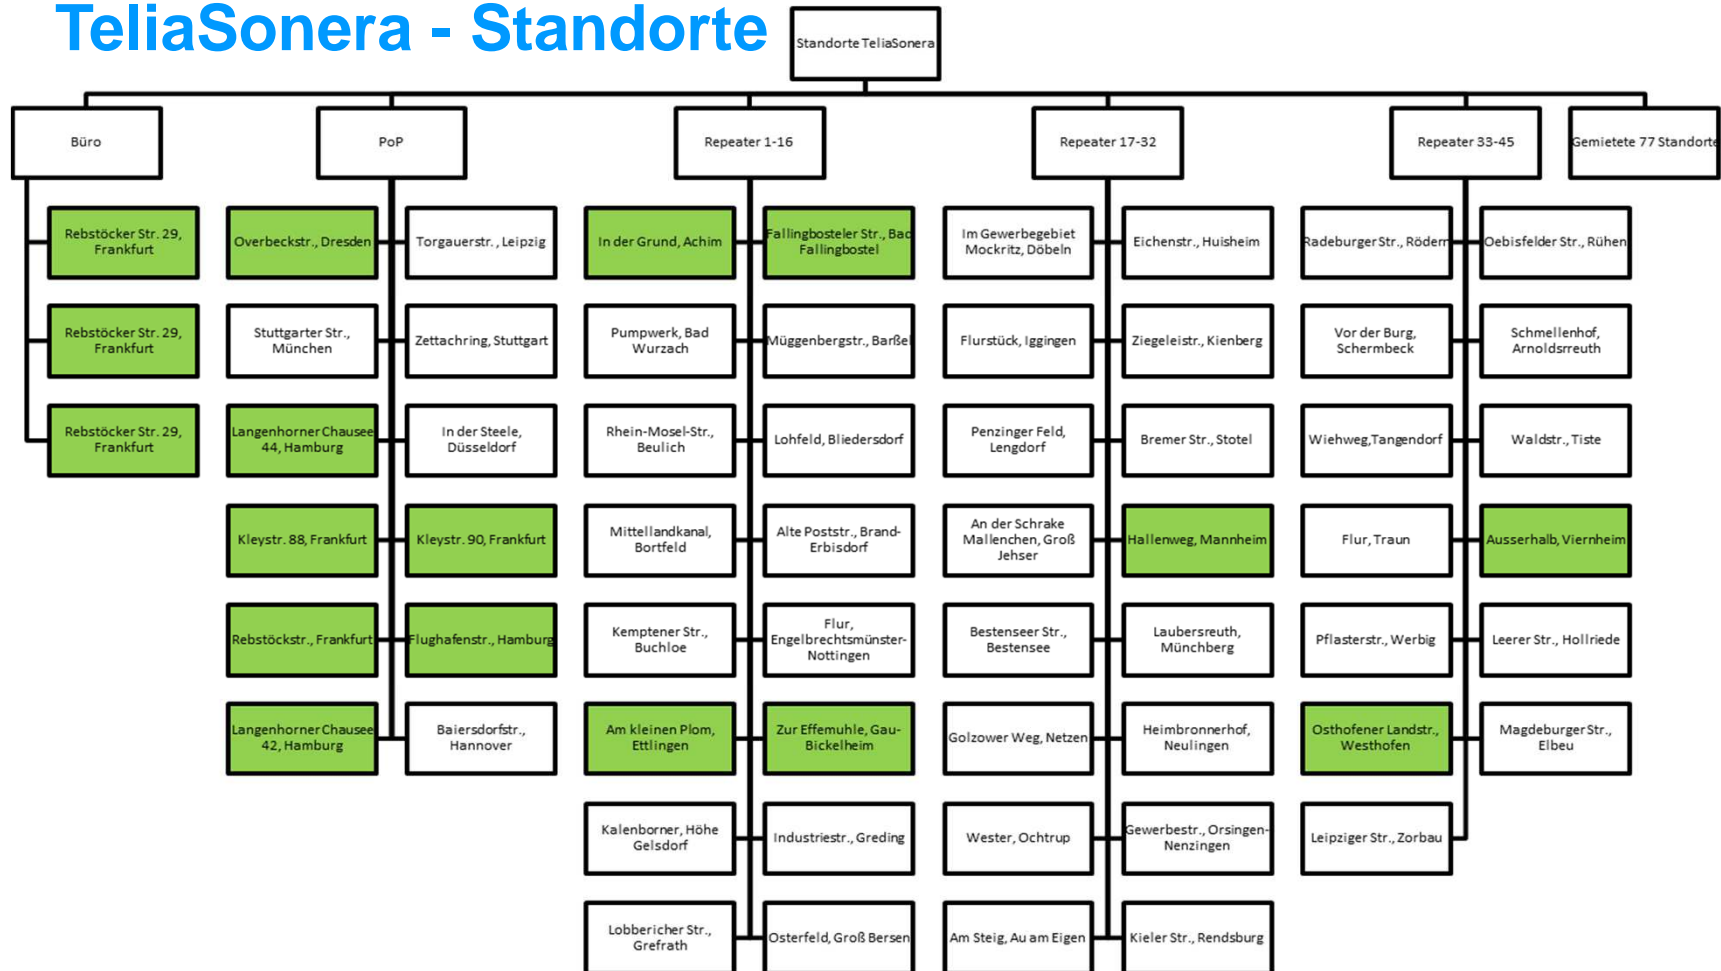 TeliaSonera - Standorte
Standorte TeliaSonera
Büro
PoP
Repeater 1-16
Repeater 17-32
Repeater 33-45
Gemietete 77 Standorte
Rebstöcker Str. 29,
Frankfurt
Rebstöcker Str. 29,
Frankfurt
Rebstöcker Str. 29,
Frankfurt
Overbeckstr., Dresden
Torgauerstr., Leipzig
Stuttgarter Str.,
München
Zettachring, Stuttgart
Langenhorner Chausee
44, Hamburg
In der Steele,
Düsseldorf
Kleystr. 88, Frankfurt
Kleystr. 90, Frankfurt
Rebstöckstr., Frankfurt
Flughafenstr., Hamburg
Langenhorner Chausee
42, Hamburg
Baiersdorfstr.,
Hannover
In der Grund, Achim
Fallingbosteler Str., Bad
Fallingbostel
Pumpwerk, Bad
Wurzach
Müggenbergstr., Barßel
Rhein-Mosel-Str.,
Beulich
Lohfeld, Bliedersdorf
Mittellandkanal,
Bortfeld
Alte Poststr., Brand-
Erbisdorf
Kemptener Str.,
Buchloe
Flur,
Engelbrechtsmünster-
Nottingen
Am kleinen Plom,
Ettlingen
Zur Effemuhle, Gau-
Bickelheim
Kalenborner, Höhe
Gelsdorf
Industriestr., Greding
Lobbericher Str.,
Grefrath
Osterfeld, Groß Bersen
Im Gewerbegebiet
Mockritz, Döbeln
Eichenstr., Huisheim
Flurstück, Iggingen
Ziegeleistr., Kienberg
Penzinger Feld,
Lengdorf
Bremer Str., Stotel
An der Schrake
Mallenchen, Groß
Jehser
Hallenweg, Mannheim
Bestenseer Str.,
Bestensee
Laubersreuth,
Münchberg
Golzower Weg, Netzen
Heimbronnerhof,
Neulingen
Wester, Ochtrup
Gewerbestr., Orsingen-
Nenzingen
Am Steig, Au am Eigen
Kieler Str., Rendsburg
Radeburger Str., Rödern
Oebisfelder Str., Rühen
Vor der Burg,
Schermbeck
Schmellenhof,
Arnoldsrreuth
Wiehweg,Tangendorf
Waldstr., Tiste
Flur, Traun
Ausserhalb, Viernheim
Pflasterstr., Werbig
Leerer Str., Hollriede
Osthofener Landstr.,
Westhofen
Magdeburger Str.,
Elbeu
Leipziger Str., Zorbau